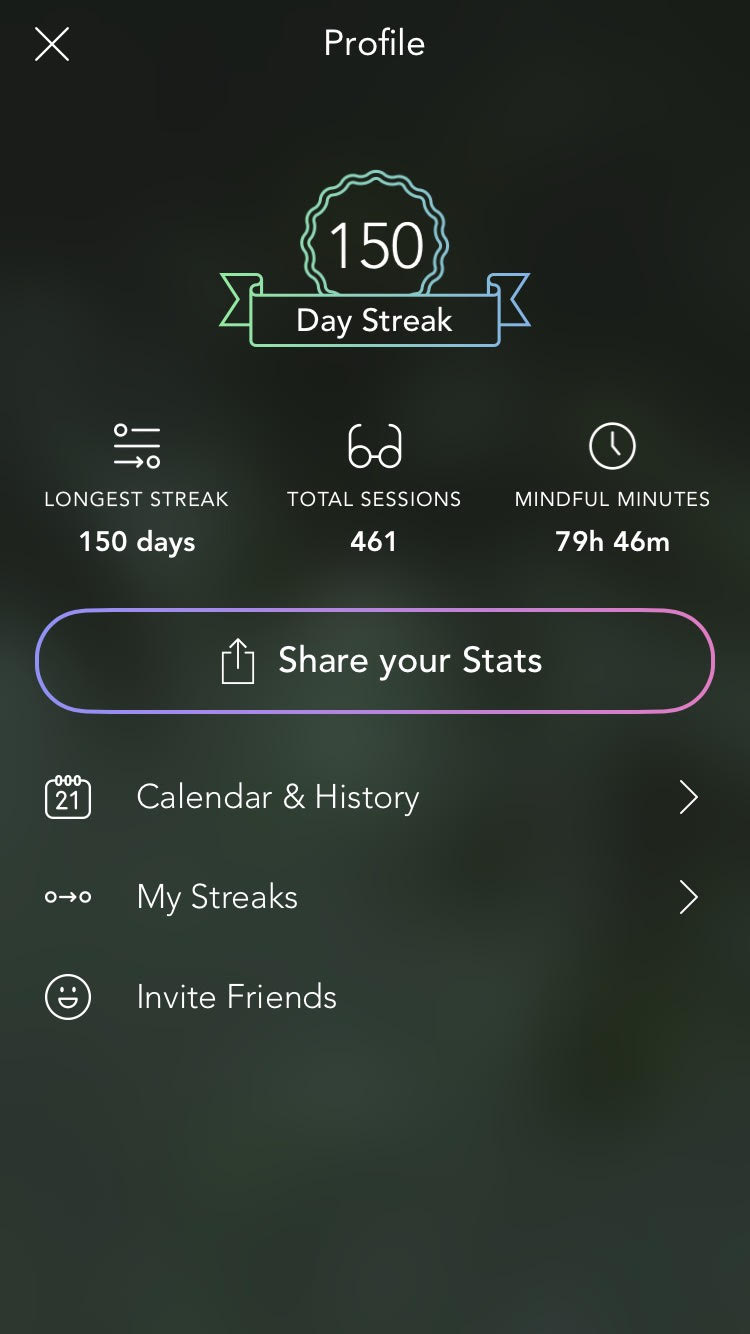 Profile
150
Day Streak
LONGEST STREAK
150 days
TOTAL SESSIONS
461
MINDFUL MINUTES
79h 46m
Share your Stats
21
Calendar & History
My Streaks
Invite Friends